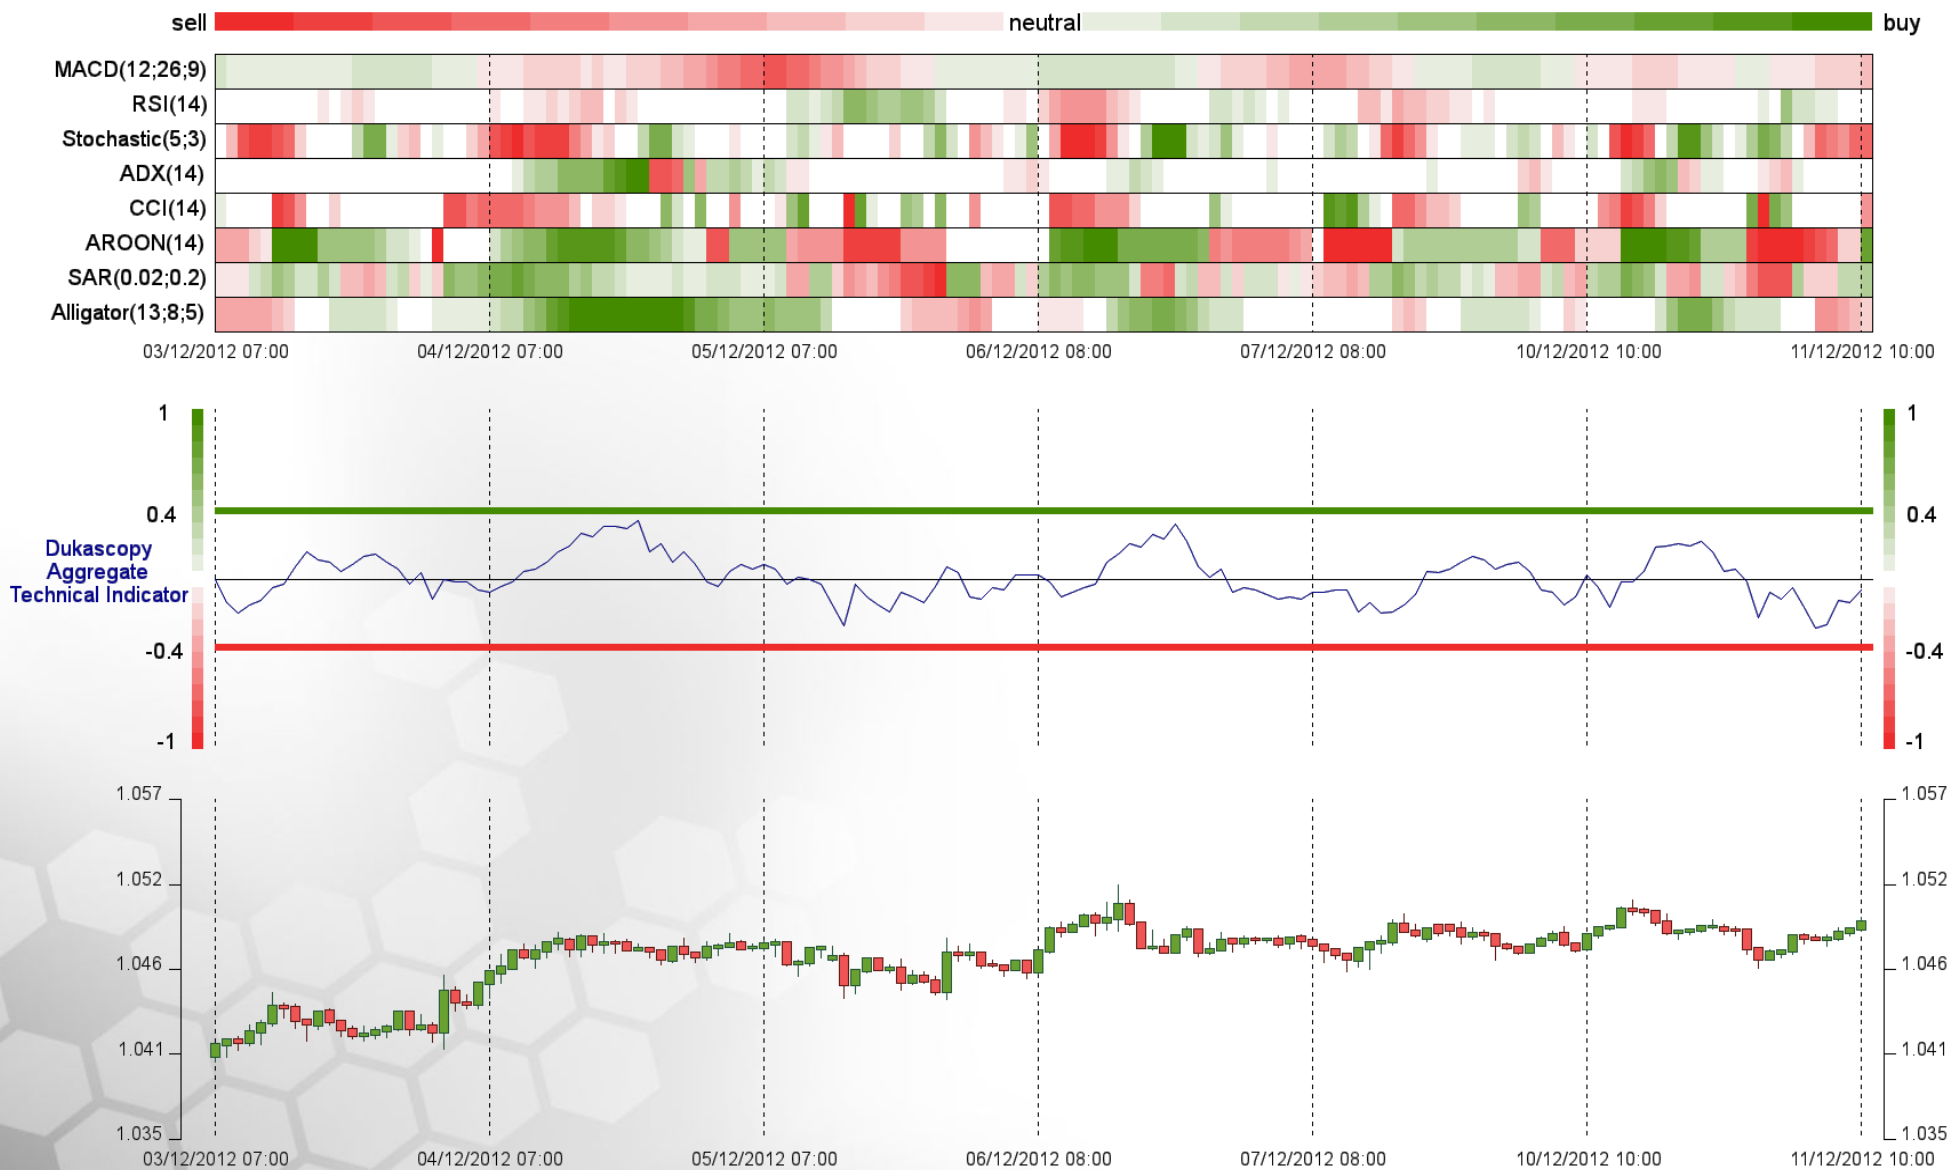 sell neutral buy
MACD(12;26;9)
RSI(14)
Stochastic(5;3)
ADX(14)
CCI(14)
AROON(14)
SAR(0.02;0.2)
Alligator(13;8;5)
03/12/2012 07:00 04/12/2012 07:00 05/12/2012 07:00 06/12/2012 08:00 07/12/2012 08:00 10/12/2012 10:00 11/12/2012 10:00
1 1
0.4 0.4
Dukascopy
Aggregate
Technical Indicator
-0.4 -0.4
-1 -1
1.057 1.057
1.052 1.052
1.046 1.046
1.041 1.041
1.035 1.035
03/12/2012 07:00 04/12/2012 07:00 05/12/2012 07:00 06/12/2012 08:00 07/12/2012 08:00 10/12/2012 10:00 11/12/2012 10:00